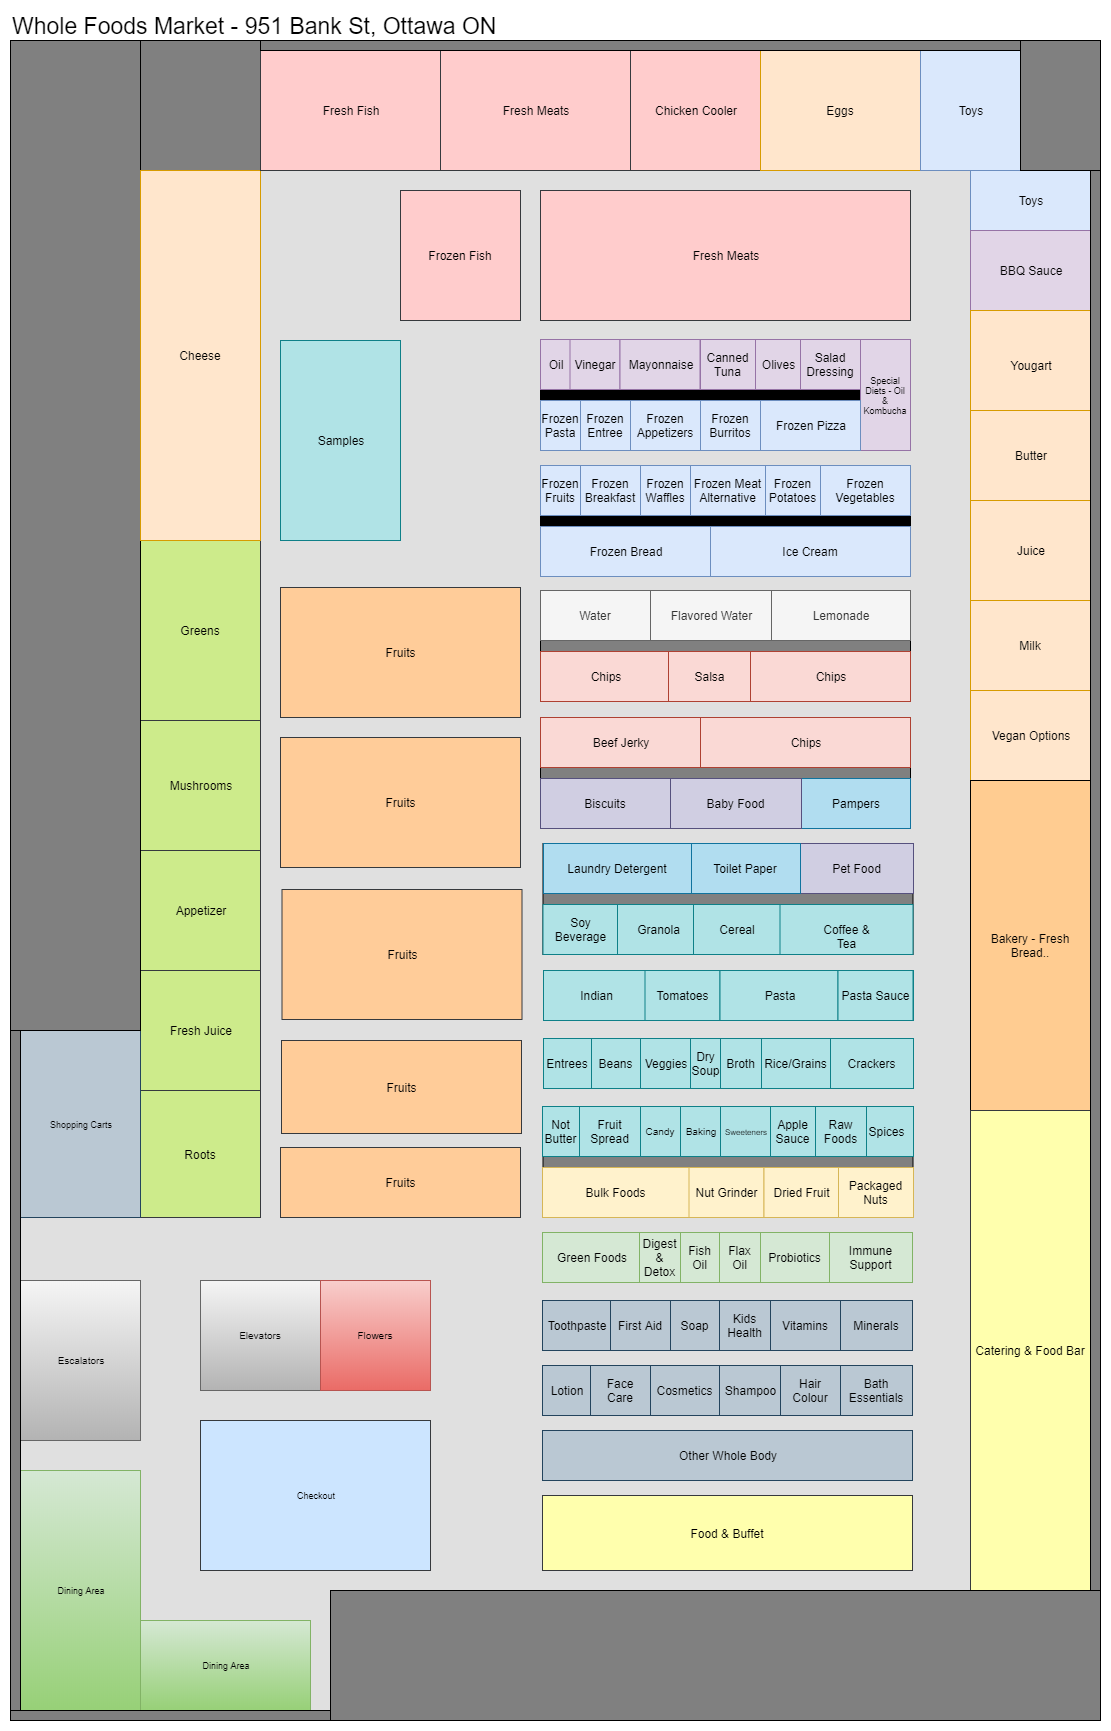 Whole Foods Market - 951 Bank St, Ottawa ON
Fresh Fish
Fresh Meats
Chicken Cooler
Eggs
Toys
Toys
Frozen Fish
Fresh Meats
BBQ Sauce
Cheese
Samples
Oil
Vinegar
Mayonnaise
Canned
Tuna
Olives
Salad
Dressing
Special
Diets - Oil
&
Kombucha
Yougart
Frozen
Pasta
Frozen
Entree
Frozen
Appetizers
Frozen
Burritos
Frozen Pizza
Butter
Frozen
Fruits
Frozen
Breakfast
Frozen
Waffles
Frozen Meat
Alternative
Frozen
Potatoes
Frozen
Vegetables
Frozen Bread
Ice Cream
Juice
Greens
Fruits
Water
Flavored Water
Lemonade
Milk
Chips
Salsa
Chips
Beef Jerky
Chips
Vegan Options
Mushrooms
Fruits
Biscuits
Baby Food
Pampers
Laundry Detergent
Toilet Paper
Pet Food
Appetizer
Fruits
Soy
Beverage
Granola
Cereal
Coffee &
Tea
Bakery - Fresh
Bread..
Indian
Tomatoes
Pasta
Pasta Sauce
Fresh Juice
Fruits
Entrees
Beans
Veggies
Dry
Soup
Broth
Rice/Grains
Crackers
Shopping Carts
Roots
Not
Butter
Fruit
Spread
Candy
Baking
Sweeteners
Apple
Sauce
Raw
Foods
Spices
Fruits
Bulk Foods
Nut Grinder
Dried Fruit
Packaged
Nuts
Green Foods
Digest
&
Detox
Fish
Oil
Flax
Oil
Probiotics
Immune
Support
Escalators
Elevators
Flowers
Toothpaste
First Aid
Soap
Kids
Health
Vitamins
Minerals
Catering & Food Bar
Lotion
Face
Care
Cosmetics
Shampoo
Hair
Colour
Bath
Essentials
Other Whole Body
Checkout
Food & Buffet
Dining Area
Dining Area